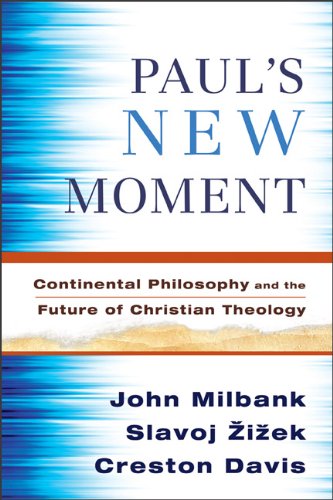 PAUL'S
NEW
MOMENT
Continental Philosophy and the
Future of Christian Theology
John Milbank
Slavoj Žižek
Creston Davis